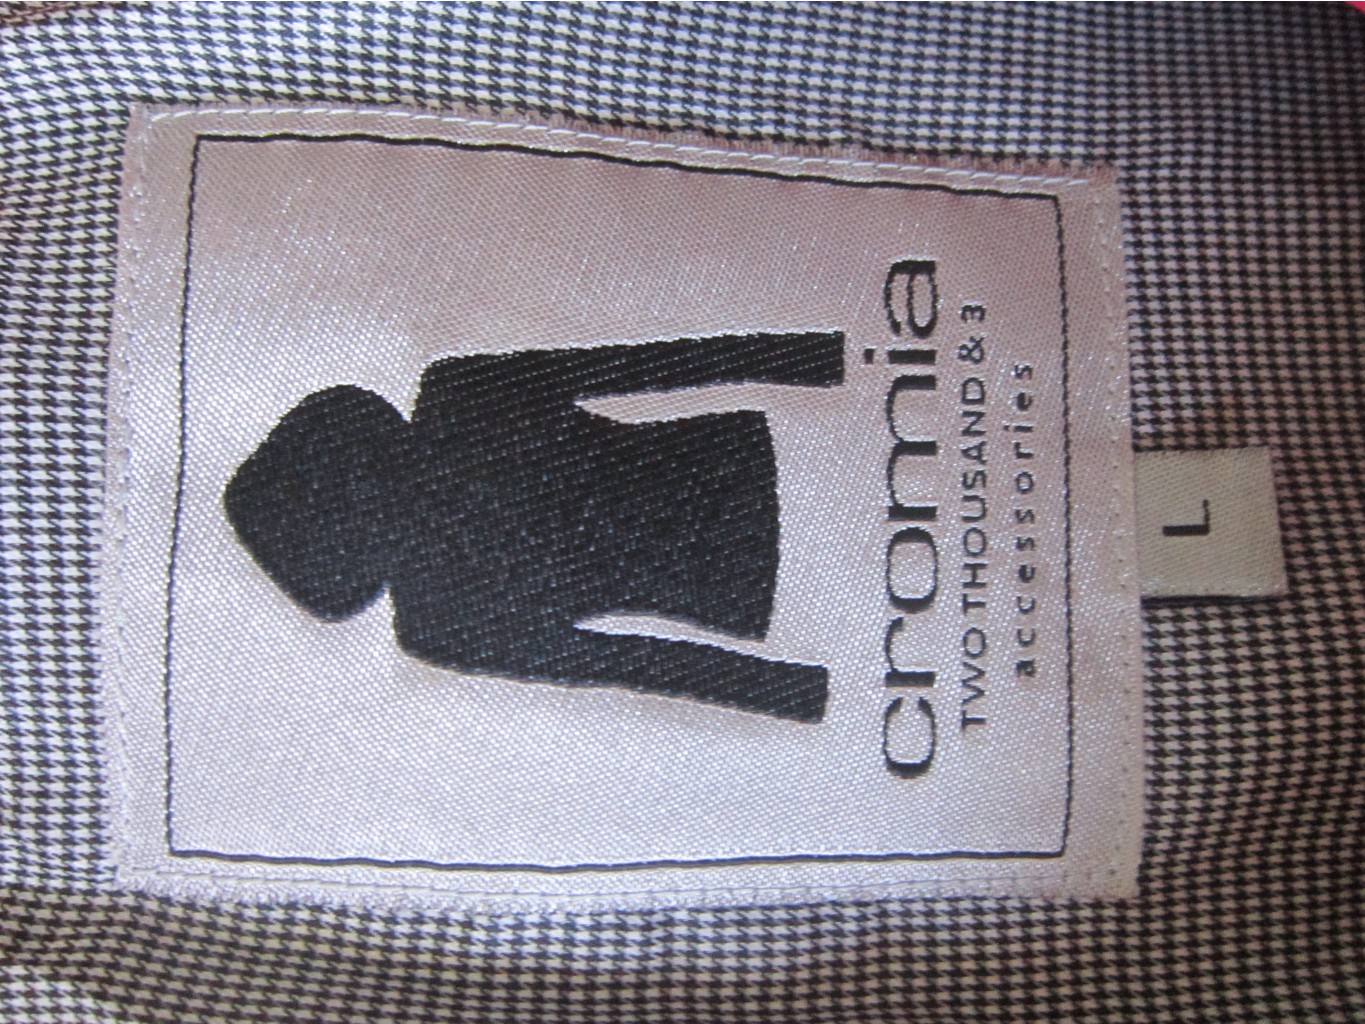 cromia
TWO THOUSAND & 3
accessories
L